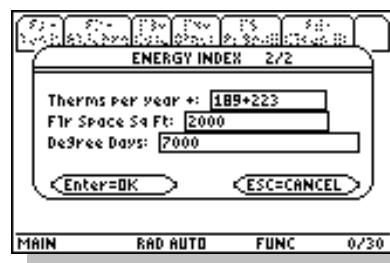 ENERGY INDEX 2/2
Therms per year +: 189+223
Flr Space Sq Ft: 2000
Degree Days: 7000
Enter=OK ESC=CANCEL
MAIN RAD AUTO FUNC 0/30